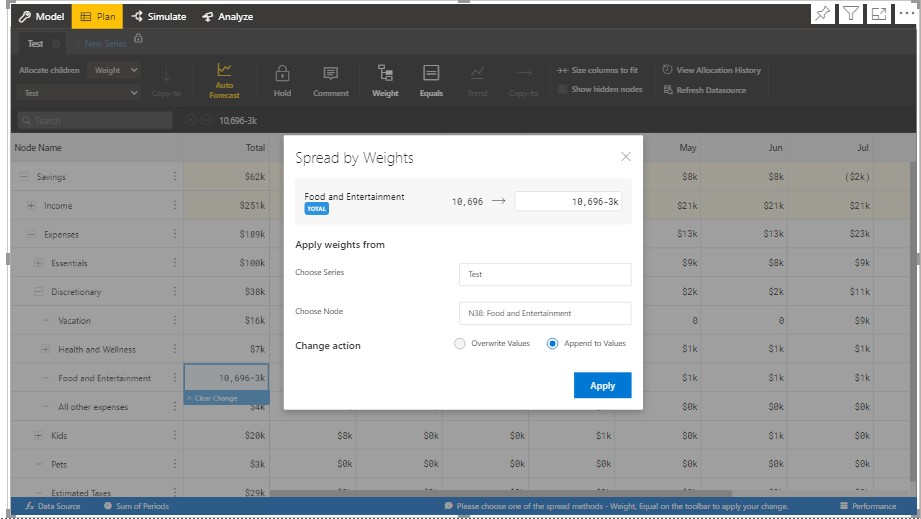 Model Plan Simulate Analyze
Test + New Series
Allocate children Weight
Test
Copy-to
Auto Forecast
Hold
Comment
Weight
Equals
Trend
Copy-to
Size columns to fit
Show hidden nodes
View Allocation History
Refresh Datasource
Search 10,696-3k
Node Name Total May Jun Jul
Savings $62k $8k $8k ($2k)
Income $251k $21k $21k $21k
Expenses $189k $13k $13k $23k
Essentials $100k $9k $8k $9k
Discretionary $38k $2k $2k $11k
Vacation $16k 0 0 $9k
Health and Wellness $7k $1k $1k $1k
Food and Entertainment 10,696-3k $1k $1k $1k
Clear Change
All other expenses $4k $0k $0k $0k
Kids $20k $8k $0k $0k $1k $0k $1k $0k
Pets $3k $0k $0k $0k $0k $0k $0k $0k
Estimated Taxes $29k
Spread by Weights
Food and Entertainment
TOTAL
10,696 → 10,696-3k
Apply weights from
Choose Series Test
Choose Node N38: Food and Entertainment
Change action Overwrite Values Append to Values
Apply
fx Data Source Sum of Periods Please choose one of the spread methods - Weight, Equal on the toolbar to apply your change. Performance